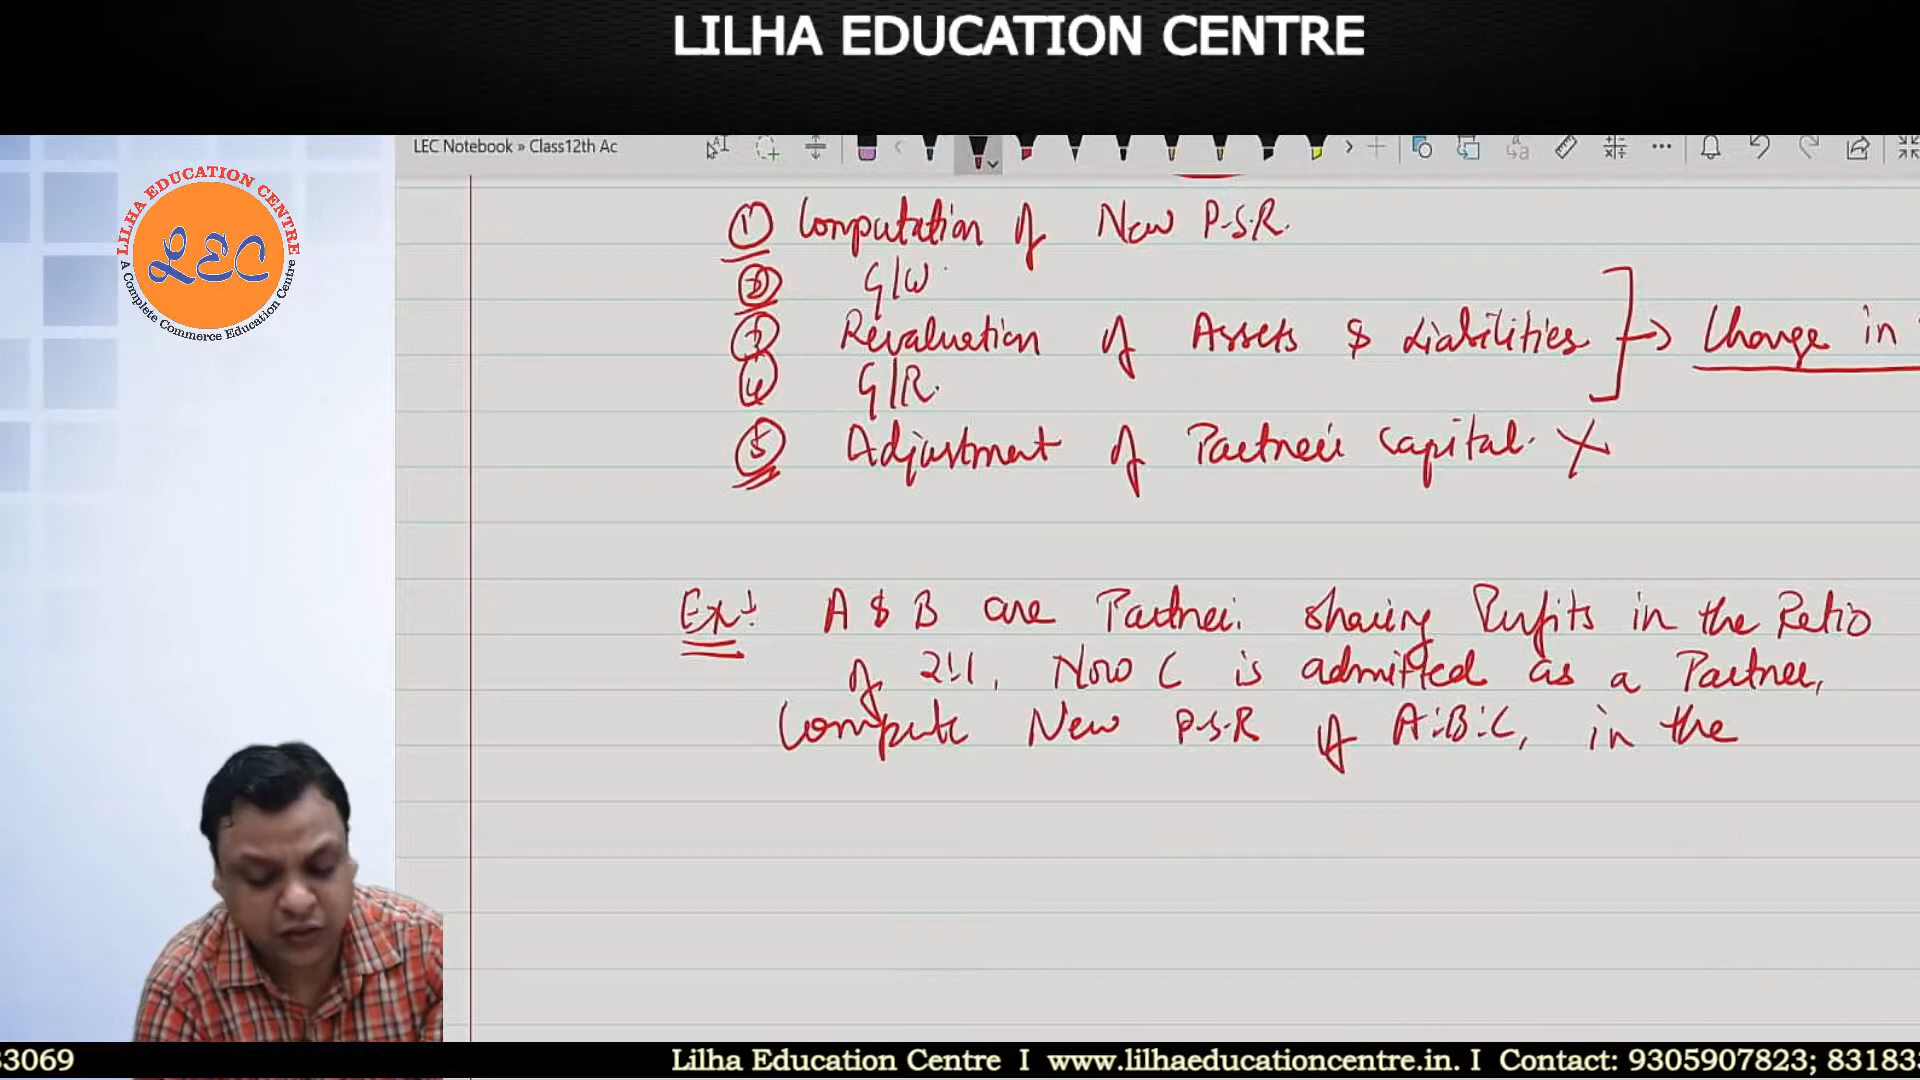 LILHA EDUCATION CENTRE
LEC Notebook » Class12th Ac
LILHA EDUCATION CENTRE
LEC
A Complete Commerce Education Centre
① Computation of New P.S.R.
② G/W
③ Revaluation of Assets & Liabilities → Change in
④ G/R.
⑤ Adjustment of Partner's Capital. X
Ex: A & B are Partner. sharing Profits in the Ratio
of 2:1. Now C is admitted as a Partner,
Compute New P.S.R of A:B:C, in the
33069 Lilha Education Centre I www.lilhaeducationcentre.in. I Contact: 9305907823; 83183